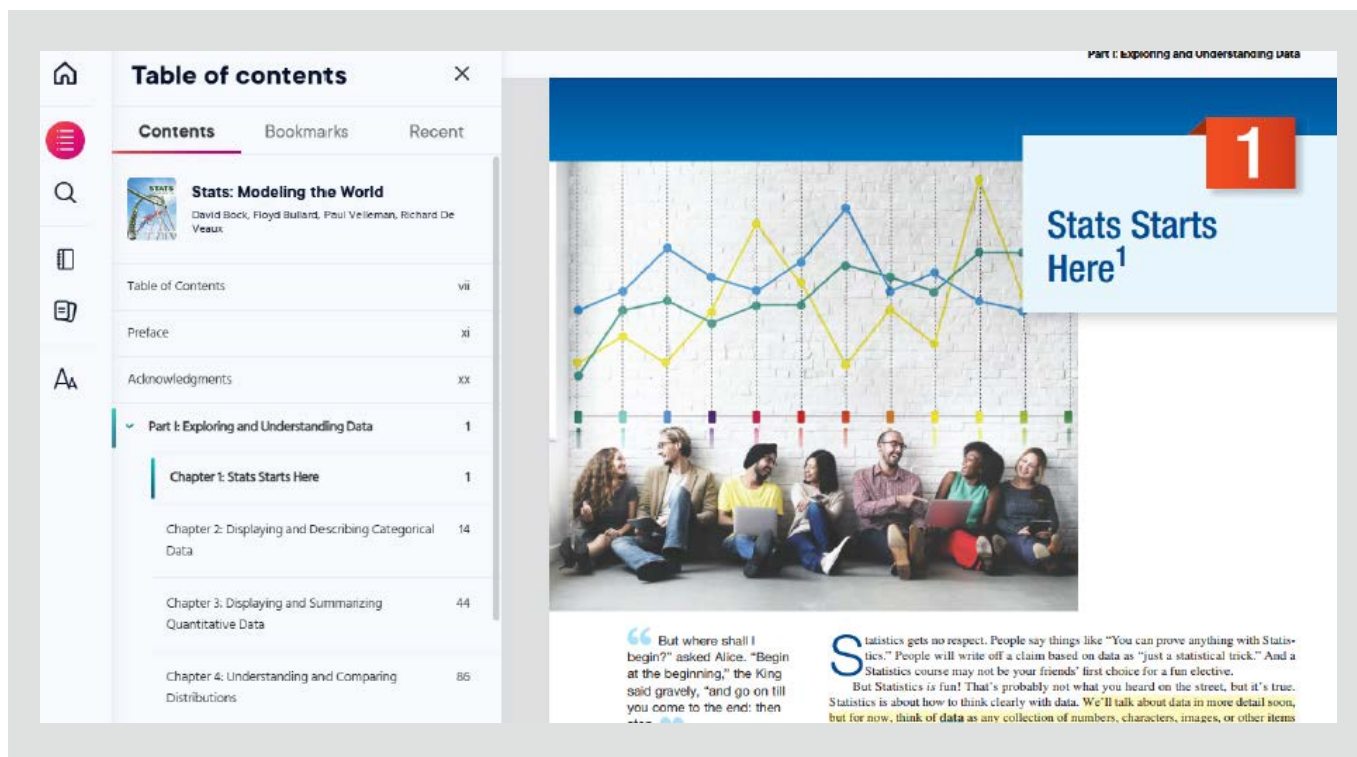 Part I: Exploring and Understanding Data
Table of contents
Contents Bookmarks Recent
STATS
Stats: Modeling the World
David Bock, Floyd Bullard, Paul Velleman, Richard De
Veaux
Table of Contents vii
Preface xi
Acknowledgments xx
Part I: Exploring and Understanding Data 1
Chapter 1: Stats Starts Here 1
Chapter 2: Displaying and Describing Categorical 14
Data
Chapter 3: Displaying and Summarizing 44
Quantitative Data
Chapter 4: Understanding and Comparing 86
Distributions
1
Stats Starts
Here1
“ But where shall I
begin?” asked Alice. “Begin
at the beginning,” the King
said gravely, “and go on till
you come to the end: then
Statistics gets no respect. People say things like “You can prove anything with Statis-
tics.” People will write off a claim based on data as “just a statistical trick.” And a
Statistics course may not be your friends’ first choice for a fun elective.
But Statistics is fun! That’s probably not what you heard on the street, but it’s true.
Statistics is about how to think clearly with data. We’ll talk about data in more detail soon,
but for now, think of data as any collection of numbers, characters, images, or other items